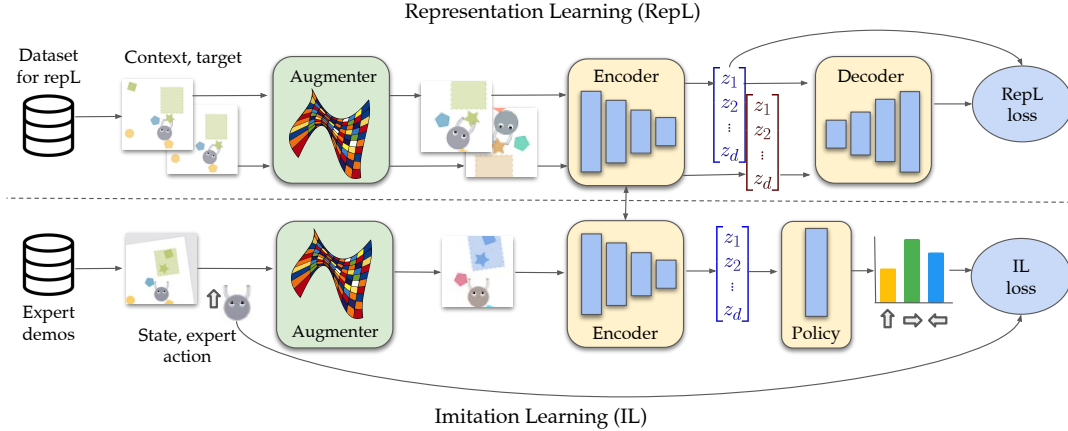 Representation Learning (RepL)
Dataset
for repL
Context, target
Augmenter
Encoder
z1
z2
...
zd
z1
z2
...
zd
Decoder
RepL
loss
Expert
demos
State, expert
action
Augmenter
Encoder
z1
z2
...
zd
Policy
IL
loss
Imitation Learning (IL)